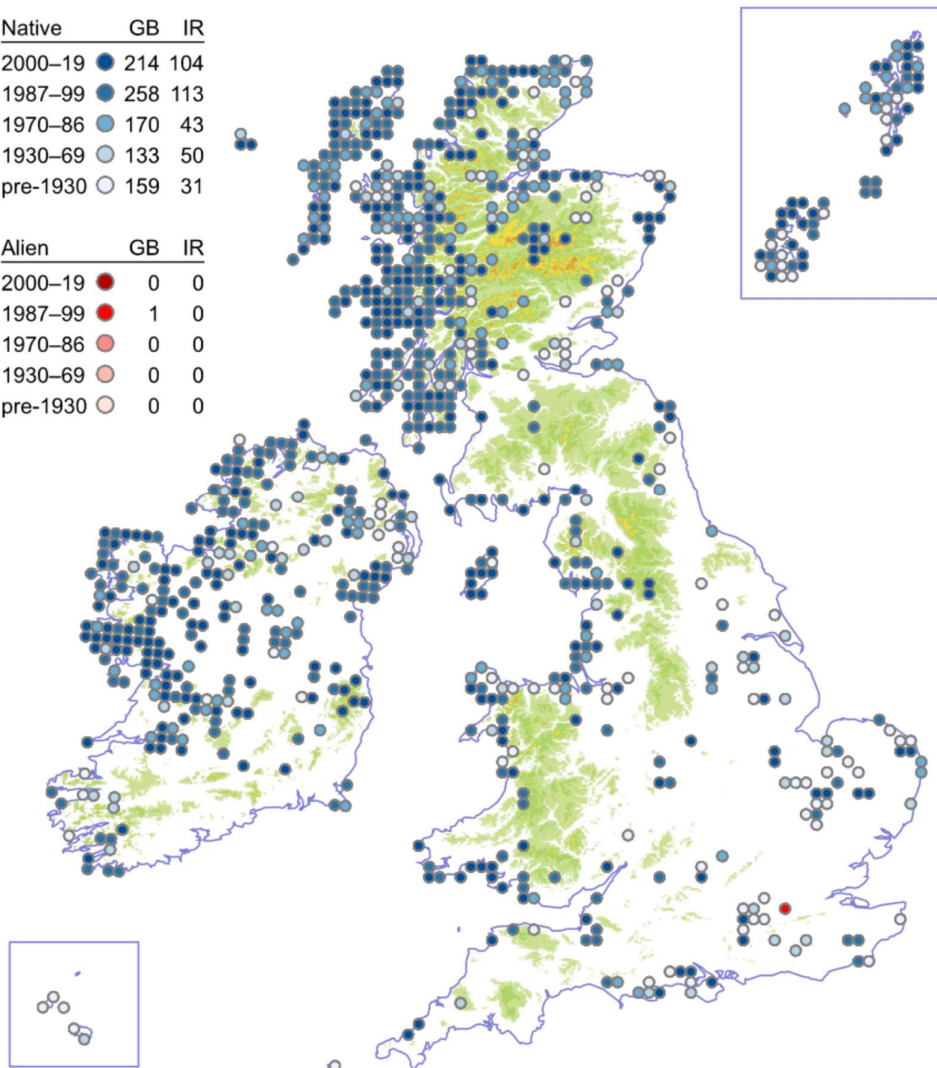 Native GB IR
2000–19 214 104
1987–99 258 113
1970–86 170 43
1930–69 133 50
pre-1930 159 31
Alien GB IR
2000–19 0 0
1987–99 1 0
1970–86 0 0
1930–69 0 0
pre-1930 0 0